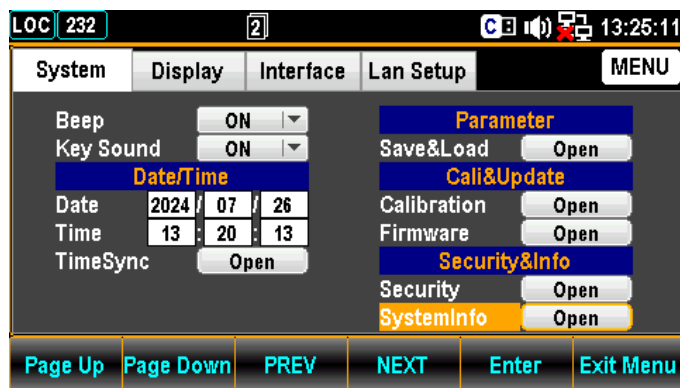 LOC 232 2 C 13:25:11
System Display Interface Lan Setup MENU
Beep ON
Key Sound ON
Date/Time
Date 2024 / 07 / 26
Time 13 : 20 : 13
TimeSync Open
Parameter
Save&Load Open
Cali&Update
Calibration Open
Firmware Open
Security&Info
Security Open
SystemInfo Open
Page Up Page Down PREV NEXT Enter Exit Menu